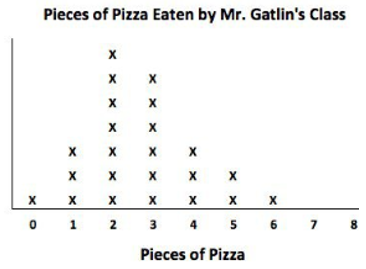 Pieces of Pizza Eaten by Mr. Gatlin's Class
X
X
X X
X X
X X
X X X X
X X X X X
X X X X X X X
0 1 2 3 4 5 6 7 8
Pieces of Pizza